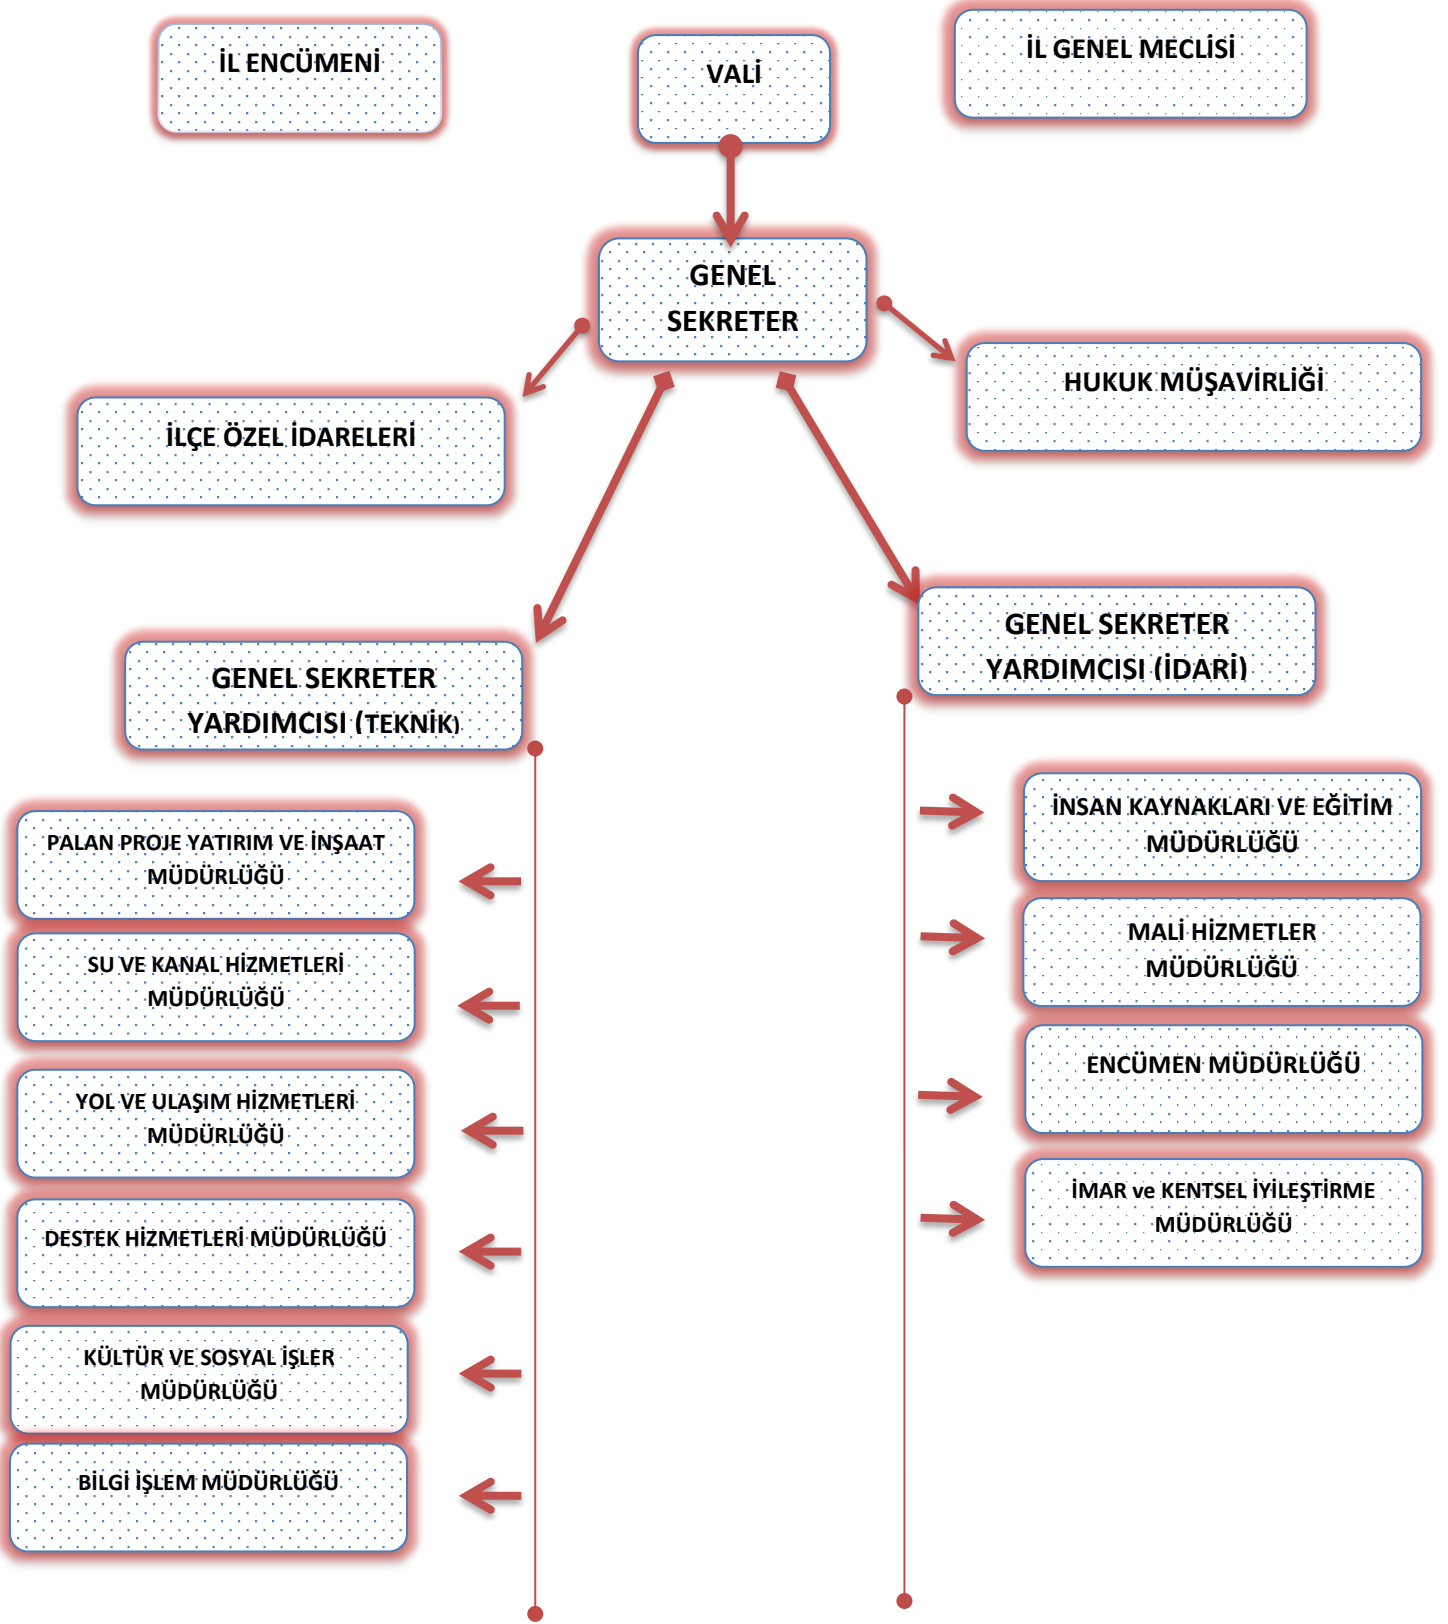 İL ENCÜMENİ
VALİ
İL GENEL MECLİSİ
GENEL
SEKRETER
HUKUK MÜŞAVİRLİĞİ
İLÇE ÖZEL İDARELERİ
GENEL SEKRETER
YARDIMCISI (İDARİ)
GENEL SEKRETER
YARDIMCISI (TEKNİK)
PALAN PROJE YATIRIM VE İNŞAAT
MÜDÜRLÜĞÜ
SU VE KANAL HİZMETLERİ
MÜDÜRLÜĞÜ
YOL VE ULAŞIM HİZMETLERİ
MÜDÜRLÜĞÜ
DESTEK HİZMETLERİ MÜDÜRLÜĞÜ
KÜLTÜR VE SOSYAL İŞLER
MÜDÜRLÜĞÜ
BİLGİ İŞLEM MÜDÜRLÜĞÜ
İNSAN KAYNAKLARI VE EĞİTİM
MÜDÜRLÜĞÜ
MALİ HİZMETLER
MÜDÜRLÜĞÜ
ENCÜMEN MÜDÜRLÜĞÜ
İMAR ve KENTSEL İYİLEŞTİRME
MÜDÜRLÜĞÜ